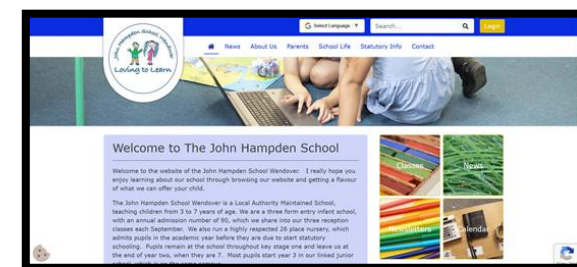 Select Language ▼
Search...
Login
John Hampden School Wendover
Loving to Learn
News About Us Parents School Life Statutory Info Contact
Welcome to The John Hampden School
Welcome to the website of the John Hampden School Wendover. I really hope you
enjoy learning about our school through browsing our website and getting a flavour
of what we can offer your child.
The John Hampden School Wendover is a Local Authority Maintained School,
teaching children from 3 to 7 years of age. We are a three form entry infant school,
with an annual admission number of 90, which we share into our three reception
classes each September. We also run a highly respected 26 place nursery, which
admits pupils in the academic year before they are due to start statutory
schooling. Pupils remain at the school throughout key stage one and leave us at
the end of year two, when they are 7. Most pupils start year 3 in our linked junior
Classes
News
Newsletters
Calendar